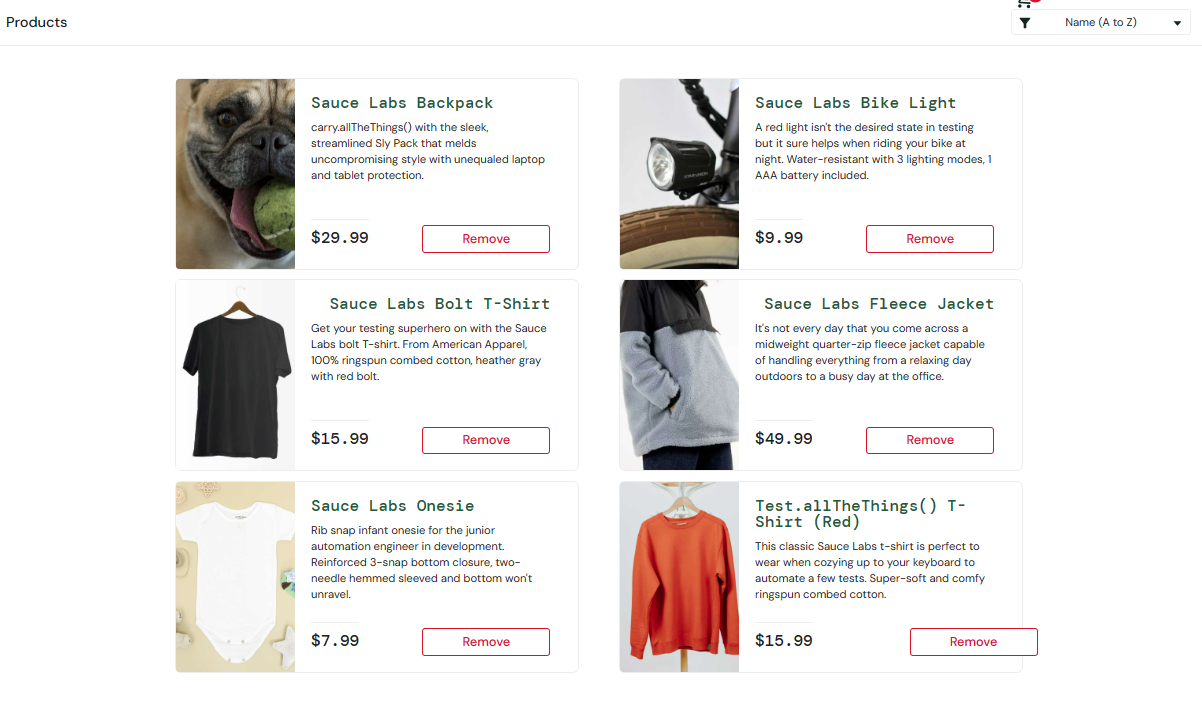 Products
Name (A to Z)
Sauce Labs Backpack
carry.allTheThings() with the sleek,
streamlined Sly Pack that melds
uncompromising style with unequaled laptop
and tablet protection.
$29.99
Remove
Sauce Labs Bike Light
A red light isn't the desired state in testing
but it sure helps when riding your bike at
night. Water-resistant with 3 lighting modes, 1
AAA battery included.
$9.99
Remove
Sauce Labs Bolt T-Shirt
Get your testing superhero on with the Sauce
Labs bolt T-shirt. From American Apparel,
100% ringspun combed cotton, heather gray
with red bolt.
$15.99
Remove
Sauce Labs Fleece Jacket
It's not every day that you come across a
midweight quarter-zip fleece jacket capable
of handling everything from a relaxing day
outdoors to a busy day at the office.
$49.99
Remove
Sauce Labs Onesie
Rib snap infant onesie for the junior
automation engineer in development.
Reinforced 3-snap bottom closure, two-
needle hemmed sleeved and bottom won't
unravel.
$7.99
Remove
Test.allTheThings() T-
Shirt (Red)
This classic Sauce Labs t-shirt is perfect to
wear when cozying up to your keyboard to
automate a few tests. Super-soft and comfy
ringspun combed cotton.
$15.99
Remove